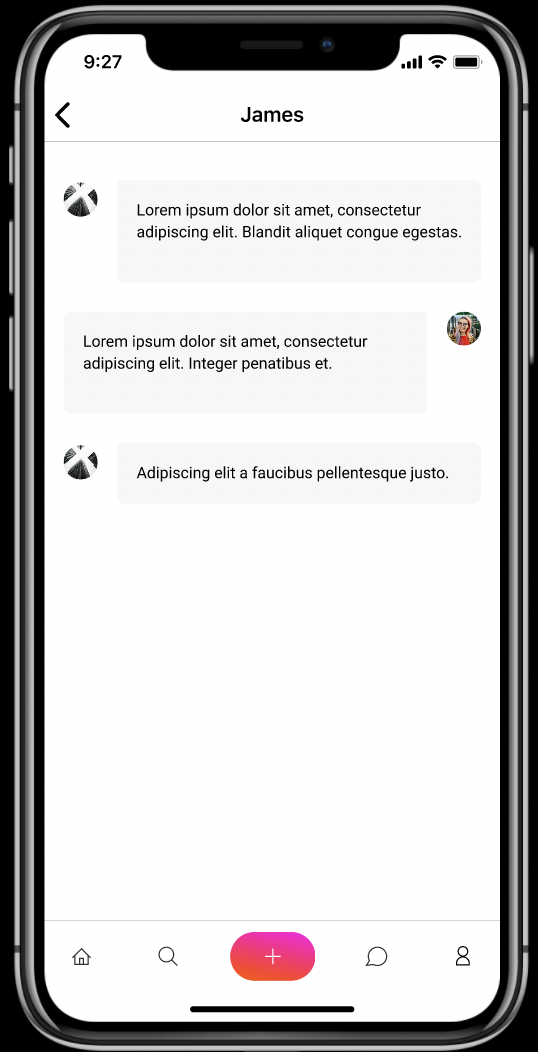 9:27
James
Lorem ipsum dolor sit amet, consectetur
adipiscing elit. Blandit aliquet congue egestas.
Lorem ipsum dolor sit amet, consectetur
adipiscing elit. Integer penatibus et.
Adipiscing elit a faucibus pellentesque justo.